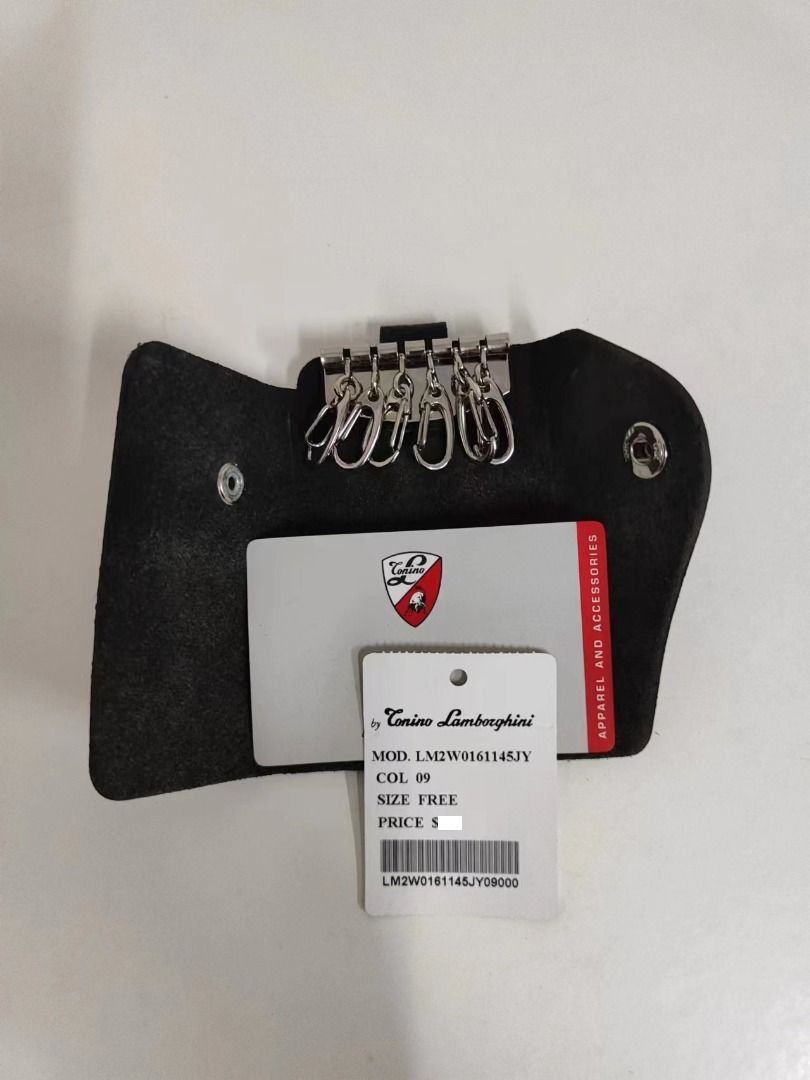 Tonino
APPAREL AND ACCESSORIES
by Tonino Lamborghini
MOD. LM2W0161145JY
COL 09
SIZE FREE
PRICE $
LM2W0161145JY09000